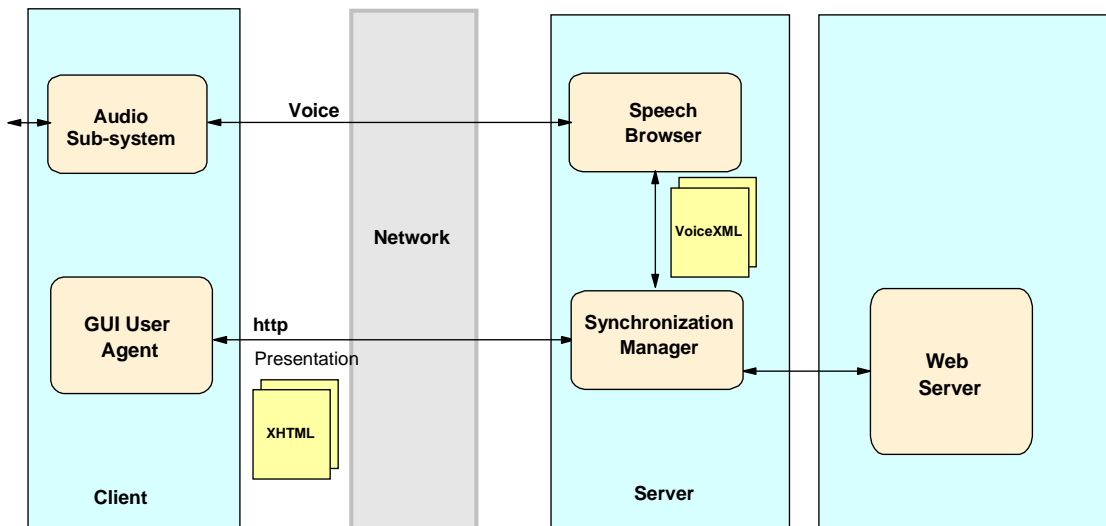 Audio
Sub-system
Voice
Speech
Browser
VoiceXML
Network
GUI User
Agent
http
Presentation
XHTML
Synchronization
Manager
Web
Server
Client
Server